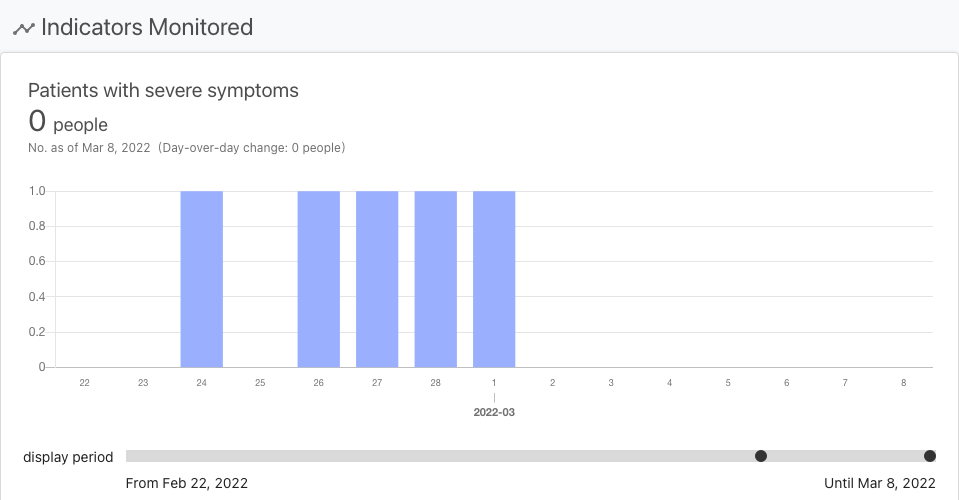 Indicators Monitored
Patients with severe symptoms
0 people
No. as of Mar 8, 2022 (Day-over-day change: 0 people)
1.0
0.8
0.6
0.4
0.2
0
22 23 24 25 26 27 28 1 2 3 4 5 6 7 8
2022-03
display period
From Feb 22, 2022 Until Mar 8, 2022